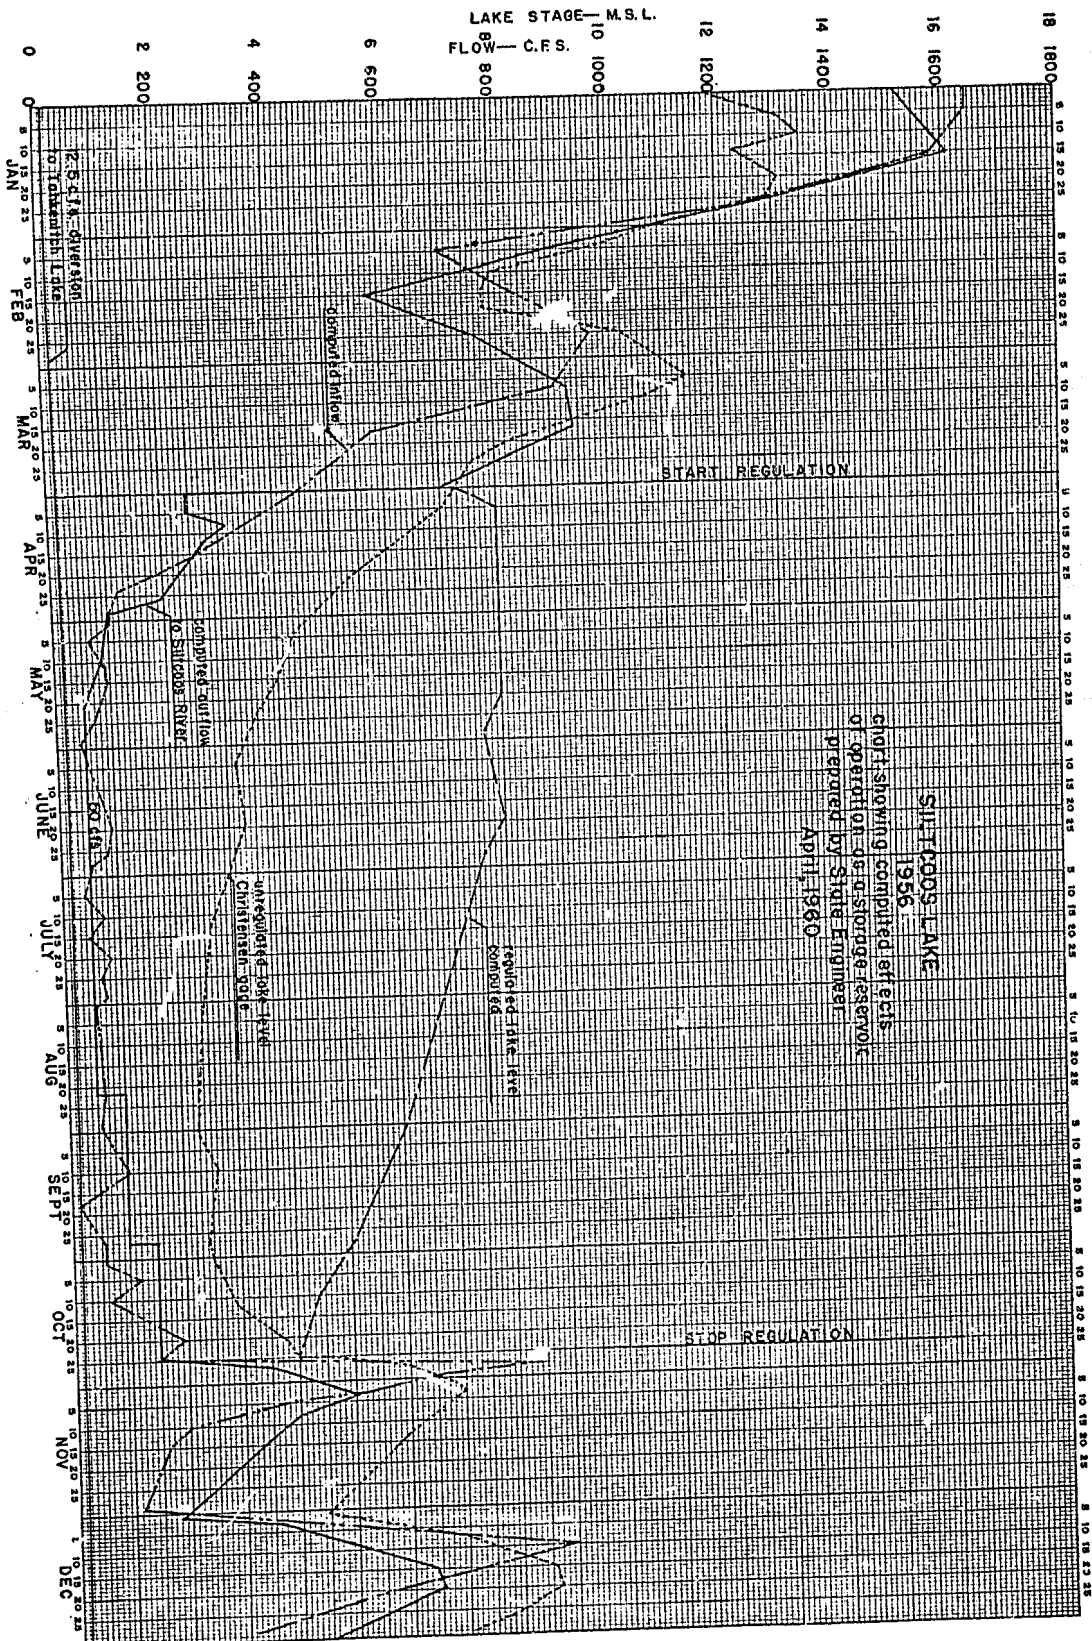 LAKE STAGE— M.S.L.
FLOW— C.F.S.
0 2 4 6 8 10 12 14 16 18
0 200 400 600 800 1000 1200 1400 1600 1800
SILTCOOS LAKE
1956
chart showing computed effects
of operation as a storage reservoir
prepared by State Engineer
April, 1960
START REGULATION
STOP REGULATION
2.5 c.f.s. diversion
to Tahkenitch Lake
computed inflow
computed outflow
to Siltcoos River
60 cfs
unregulated lake level
Christensen gage
regulated lake level
computed
JAN
FEB
MAR
APR
MAY
JUNE
JULY
AUG
SEPT
OCT
NOV
DEC